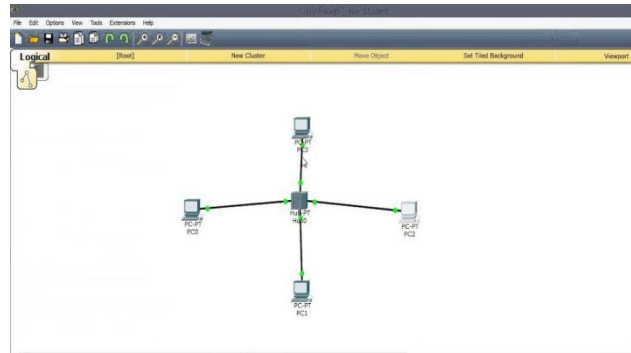 Cisco Packet Tracer Student
File Edit Options View Tools Extensions Help
Logical [Root] New Cluster Move Object Set Tiled Background Viewport
PC-PT
PC3
PC-PT
PC0
Hub-PT
Hub0
PC-PT
PC2
PC-PT
PC1